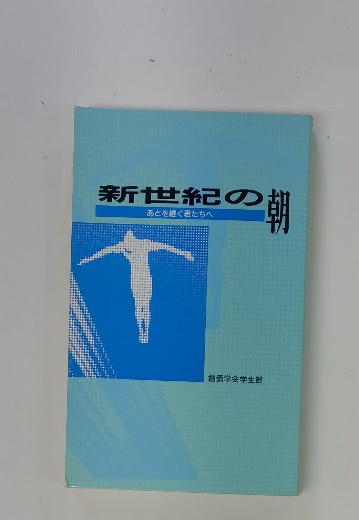 新世紀の朝
あとを継ぐ君たちへ
創価学会学生部